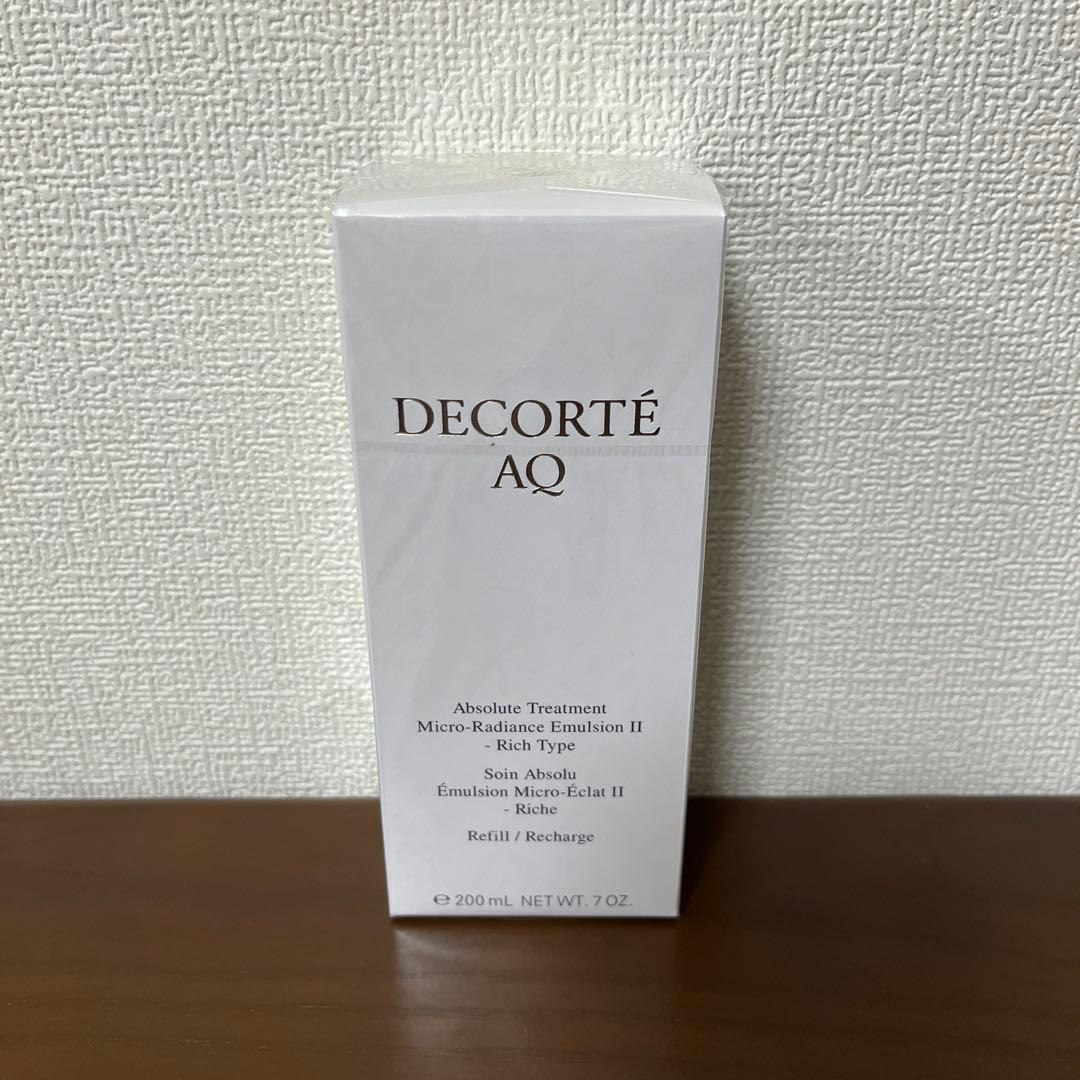 DECORTÉ
AQ
Absolute Treatment
Micro-Radiance Emulsion II
- Rich Type
Soin Absolu
Émulsion Micro-Éclat II
- Riche
Refill / Recharge
℮ 200 mL NET WT. 7 OZ.